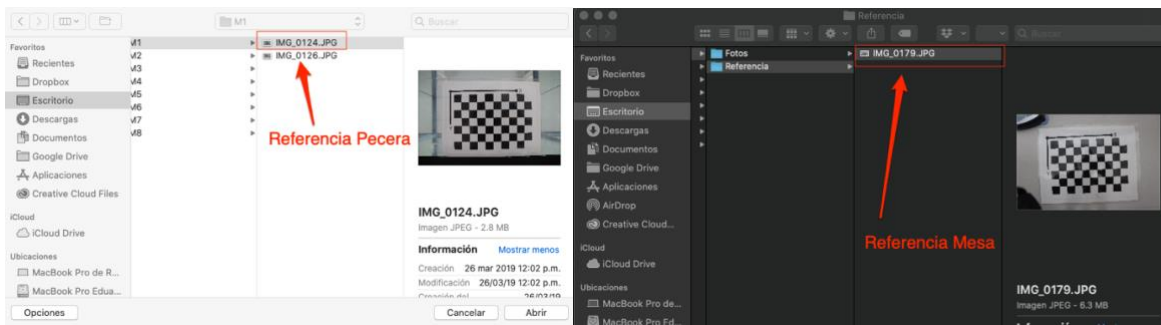 M1
Buscar
Favoritos
Recientes
Dropbox
Escritorio
Descargas
Documentos
Google Drive
Aplicaciones
Creative Cloud Files
iCloud
iCloud Drive
Ubicaciones
MacBook Pro de R...
MacBook Pro Edua...
M1
M2
M3
M4
M5
M6
M7
M8
IMG_0124.JPG
IMG_0126.JPG
Referencia Pecera
IMG_0124.JPG
Imagen JPEG - 2.8 MB
Información Mostrar menos
Creación 26 mar 2019 12:02 p.m.
Modificación 26/03/19 12:02 p.m.
Opciones
Cancelar
Abrir
Referencia
Buscar
Favoritos
Recientes
Dropbox
Escritorio
Descargas
Documentos
Google Drive
Aplicaciones
AirDrop
Creative Cloud...
iCloud
iCloud Drive
Ubicaciones
MacBook Pro de...
MacBook Pro Ed...
Fotos
Referencia
IMG_0179.JPG
Referencia Mesa
IMG_0179.JPG
Imagen JPEG - 6.3 MB